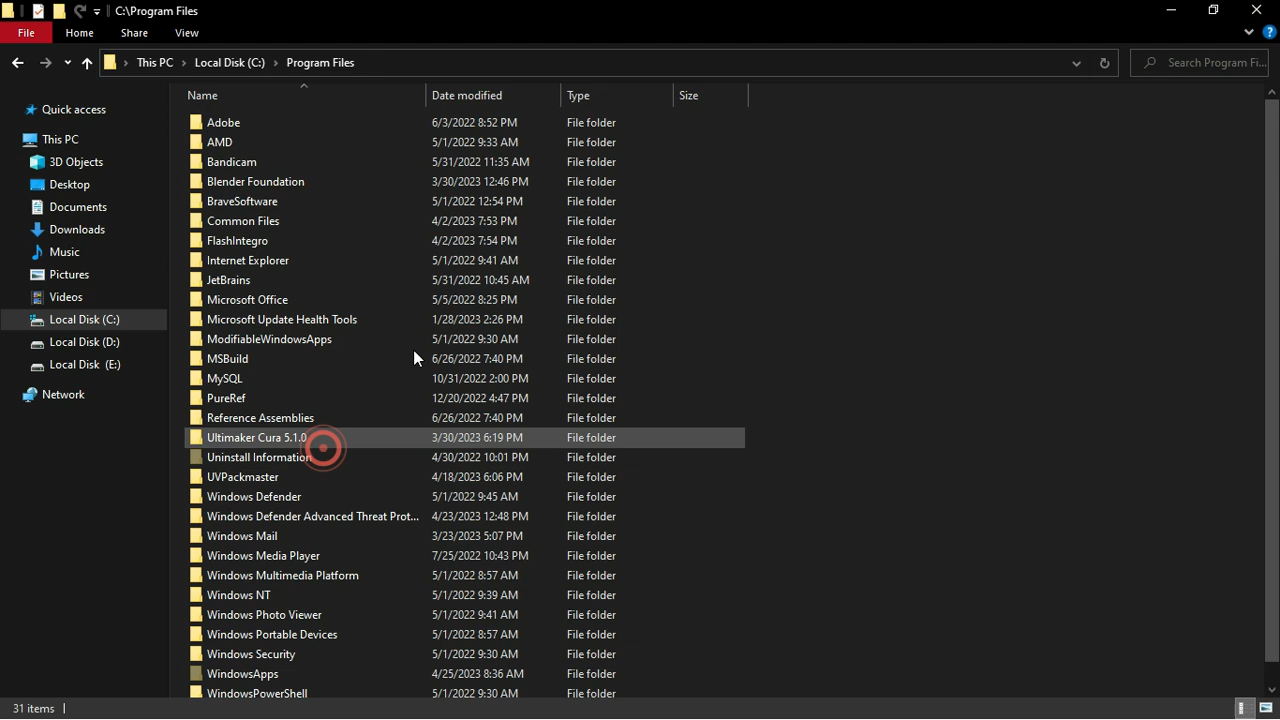 C:\Program Files
File Home Share View
This PC Local Disk (C:) Program Files Search Program Fi...
Name Date modified Type Size
Quick access
This PC
3D Objects
Desktop
Documents
Downloads
Music
Pictures
Videos
Local Disk (C:)
Local Disk (D:)
Local Disk (E:)
Network
Adobe 6/3/2022 8:52 PM File folder
AMD 5/1/2022 9:33 AM File folder
Bandicam 5/31/2022 11:35 AM File folder
Blender Foundation 3/30/2023 12:46 PM File folder
BraveSoftware 5/1/2022 12:54 PM File folder
Common Files 4/2/2023 7:53 PM File folder
FlashIntegro 4/2/2023 7:54 PM File folder
Internet Explorer 5/1/2022 9:41 AM File folder
JetBrains 5/31/2022 10:45 AM File folder
Microsoft Office 5/5/2022 8:25 PM File folder
Microsoft Update Health Tools 1/28/2023 2:26 PM File folder
ModifiableWindowsApps 5/1/2022 9:30 AM File folder
MSBuild 6/26/2022 7:40 PM File folder
MySQL 10/31/2022 2:00 PM File folder
PureRef 12/20/2022 4:47 PM File folder
Reference Assemblies 6/26/2022 7:40 PM File folder
Ultimaker Cura 5.1.0 3/30/2023 6:19 PM File folder
Uninstall Information 4/30/2022 10:01 PM File folder
UVPackmaster 4/18/2023 6:06 PM File folder
Windows Defender 5/1/2022 9:45 AM File folder
Windows Defender Advanced Threat Prot... 4/23/2023 12:48 PM File folder
Windows Mail 3/23/2023 5:07 PM File folder
Windows Media Player 7/25/2022 10:43 PM File folder
Windows Multimedia Platform 5/1/2022 8:57 AM File folder
Windows NT 5/1/2022 9:39 AM File folder
Windows Photo Viewer 5/1/2022 9:41 AM File folder
Windows Portable Devices 5/1/2022 8:57 AM File folder
Windows Security 5/1/2022 9:30 AM File folder
WindowsApps 4/25/2023 8:36 AM File folder
WindowsPowerShell 5/1/2022 9:30 AM File folder
31 items